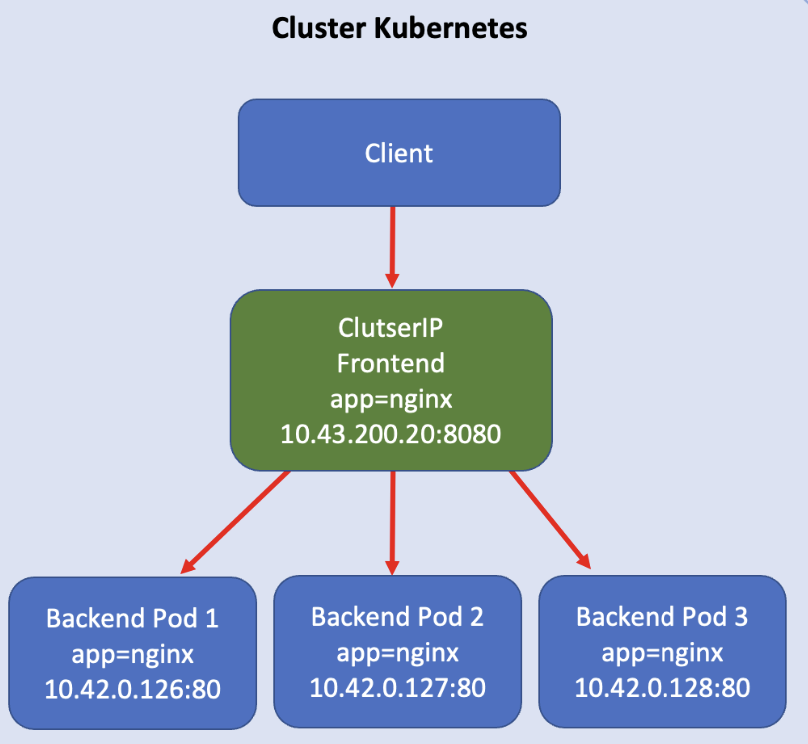 Cluster Kubernetes
Client
ClutserIP
Frontend
app=nginx
10.43.200.20:8080
Backend Pod 1
app=nginx
10.42.0.126:80
Backend Pod 2
app=nginx
10.42.0.127:80
Backend Pod 3
app=nginx
10.42.0.128:80